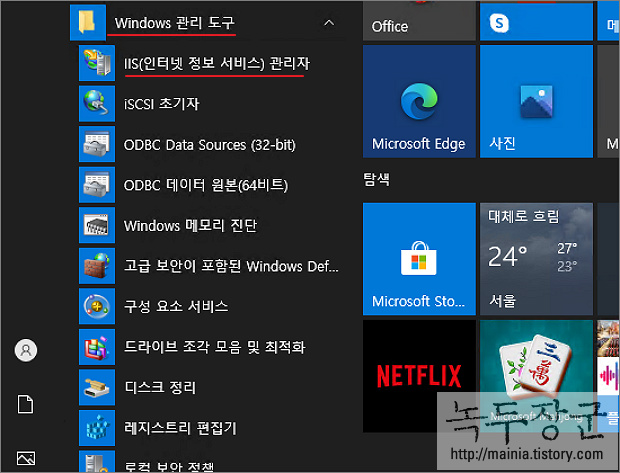 Windows 관리 도구
IIS(인터넷 정보 서비스) 관리자
iSCSI 초기자
ODBC Data Sources (32-bit)
ODBC 데이터 원본(64비트)
Windows 메모리 진단
고급 보안이 포함된 Windows Def...
구성 요소 서비스
드라이브 조각 모음 및 최적화
디스크 정리
레지스트리 편집기
로컬 보안 정책
Office
Microsoft Edge
사진
탐색
Microsoft Sto...
대체로 흐림
24°
27°
23°
서울
NETFLIX
三
萬
Microsoft Mahjong
녹두장군
http://mainia.tistory.com